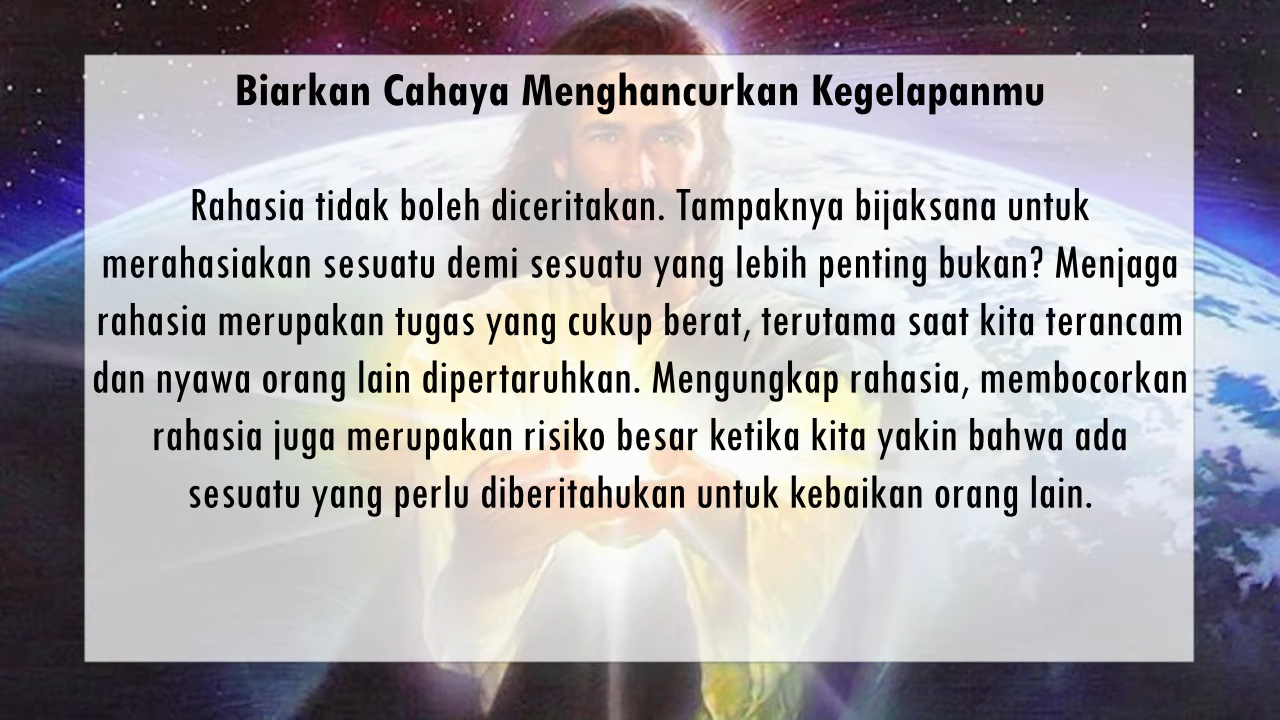 Biarkan Cahaya Menghancurkan Kegelapanmu
Rahasia tidak boleh diceritakan. Tampaknya bijaksana untuk
merahasiakan sesuatu demi sesuatu yang lebih penting bukan? Menjaga
rahasia merupakan tugas yang cukup berat, terutama saat kita terancam
dan nyawa orang lain dipertaruhkan. Mengungkap rahasia, membocorkan
rahasia juga merupakan risiko besar ketika kita yakin bahwa ada
sesuatu yang perlu diberitahukan untuk kebaikan orang lain.